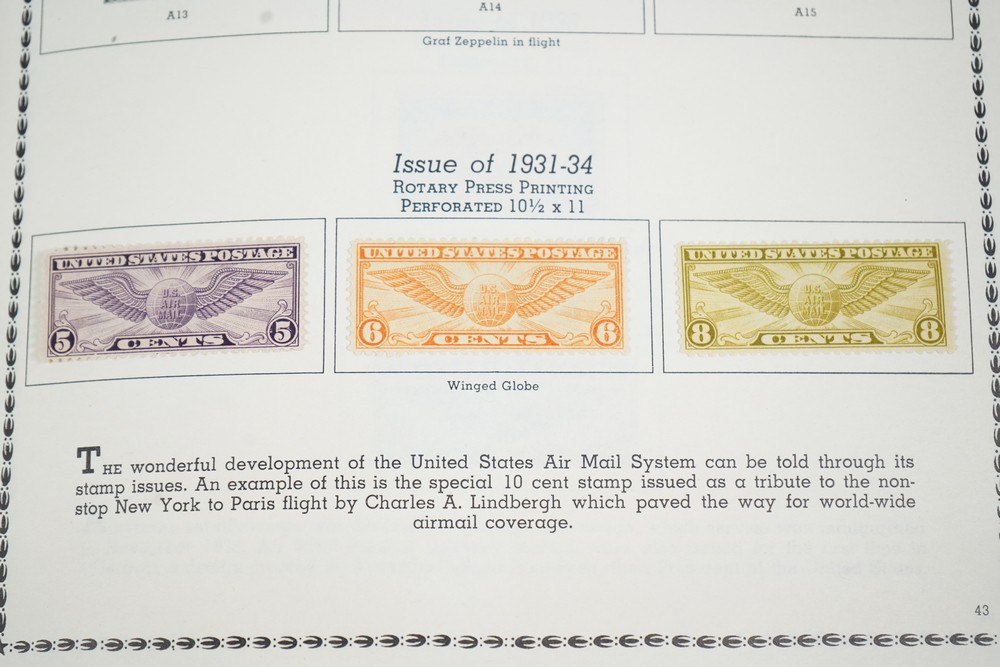 A13
A14
A15
Graf Zeppelin in flight
Issue of 1931-34
ROTARY PRESS PRINTING
PERFORATED 10½ x 11
UNITED STATES POSTAGE
U.S.
AIR
MAIL
5 CENTS 5
UNITED STATES POSTAGE
U.S.
AIR
MAIL
6 CENTS 6
UNITED STATES POSTAGE
U.S.
AIR
MAIL
8 CENTS 8
Winged Globe
THE wonderful development of the United States Air Mail System can be told through its
stamp issues. An example of this is the special 10 cent stamp issued as a tribute to the non-
stop New York to Paris flight by Charles A. Lindbergh which paved the way for world-wide
airmail coverage.
43